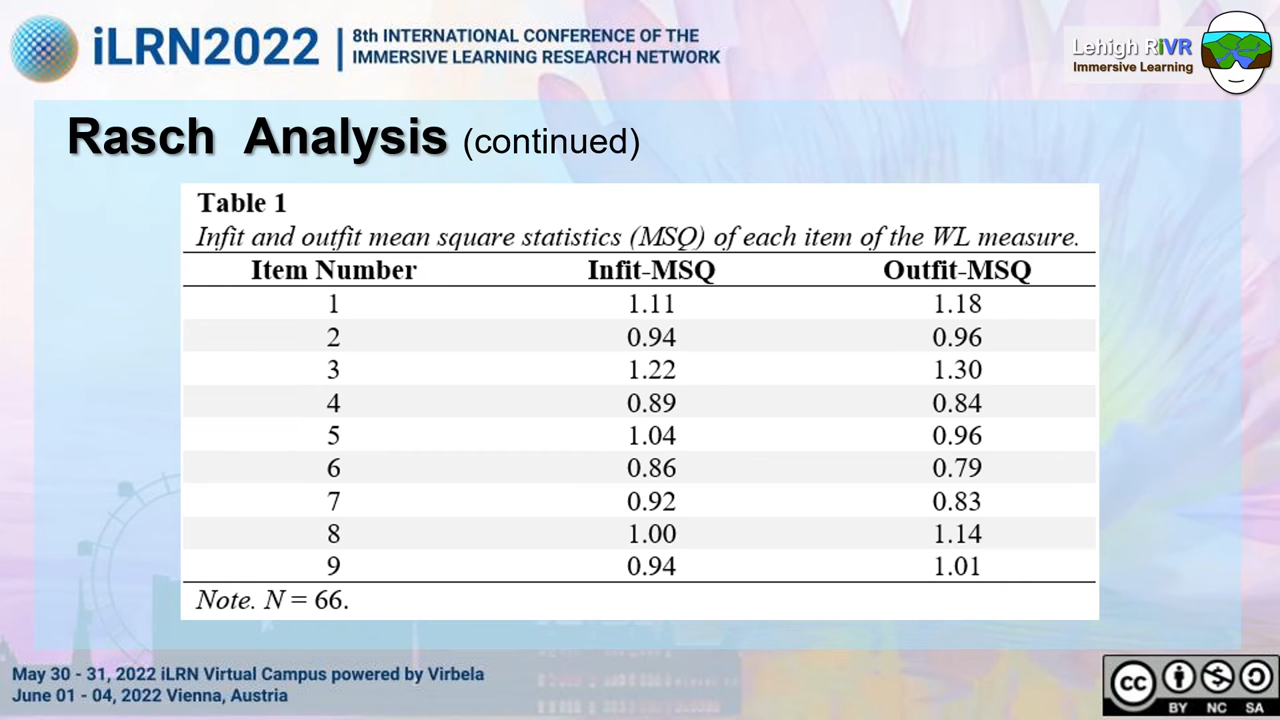 iLRN2022
8th INTERNATIONAL CONFERENCE OF THE
IMMERSIVE LEARNING RESEARCH NETWORK
Lehigh RIVR
Immersive Learning
Rasch Analysis (continued)
Table 1
Infit and outfit mean square statistics (MSQ) of each item of the WL measure.
Item Number Infit-MSQ Outfit-MSQ
1 1.11 1.18
2 0.94 0.96
3 1.22 1.30
4 0.89 0.84
5 1.04 0.96
6 0.86 0.79
7 0.92 0.83
8 1.00 1.14
9 0.94 1.01
Note. N = 66.
May 30 - 31, 2022 iLRN Virtual Campus powered by Virbela
June 01 - 04, 2022 Vienna, Austria
cc
BY NC SA